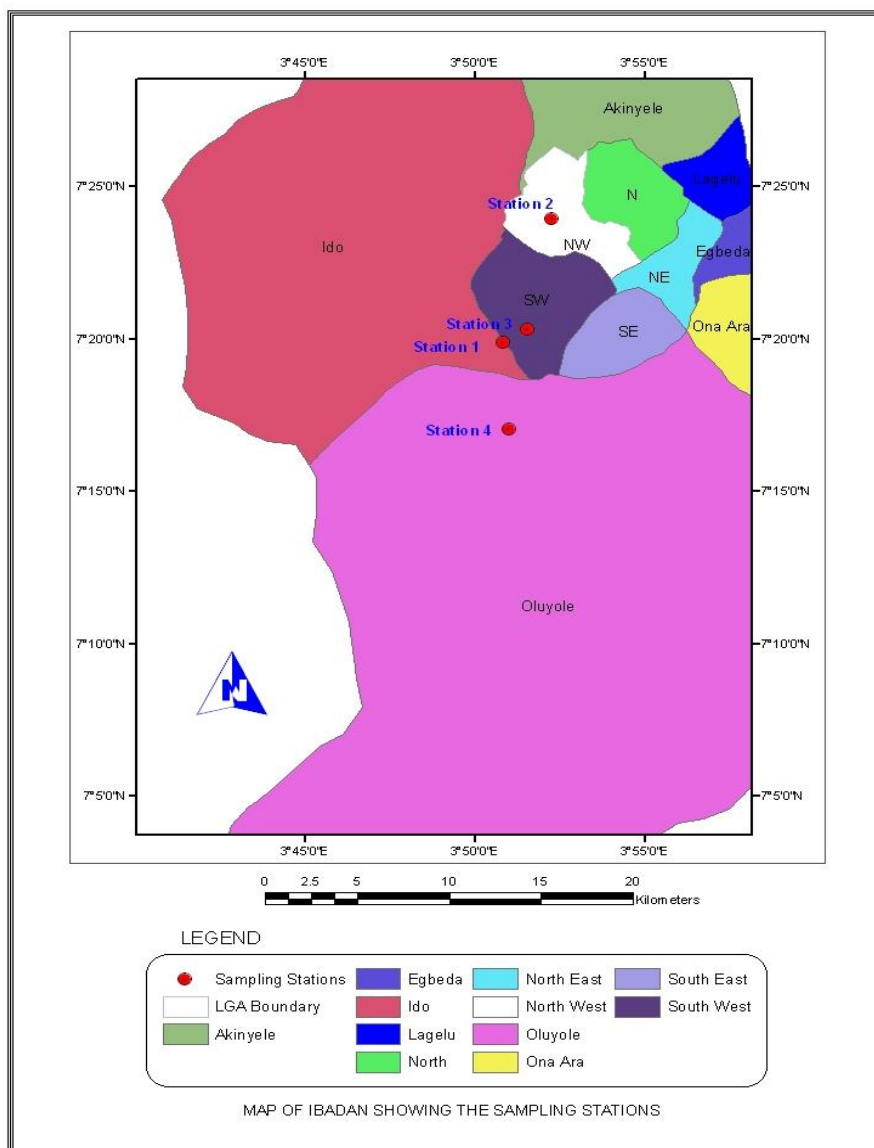 3°45'0"E 3°50'0"E 3°55'0"E
Akinyele
7°25'0"N Lagelu 7°25'0"N
Station 2 N
Ido NW Egbeda
NE
SW
Station 3 SE Ona Ara
7°20'0"N 7°20'0"N
Station 1
Station 4
7°15'0"N 7°15'0"N
Oluyole
7°10'0"N 7°10'0"N
N
7°5'0"N 7°5'0"N
3°45'0"E 3°50'0"E 3°55'0"E
0 2.5 5 10 15 20
Kilometers
LEGEND
Sampling Stations Egbeda North East South East
LGA Boundary Ido North West South West
Akinyele Lagelu Oluyole
North Ona Ara
MAP OF IBADAN SHOWING THE SAMPLING STATIONS